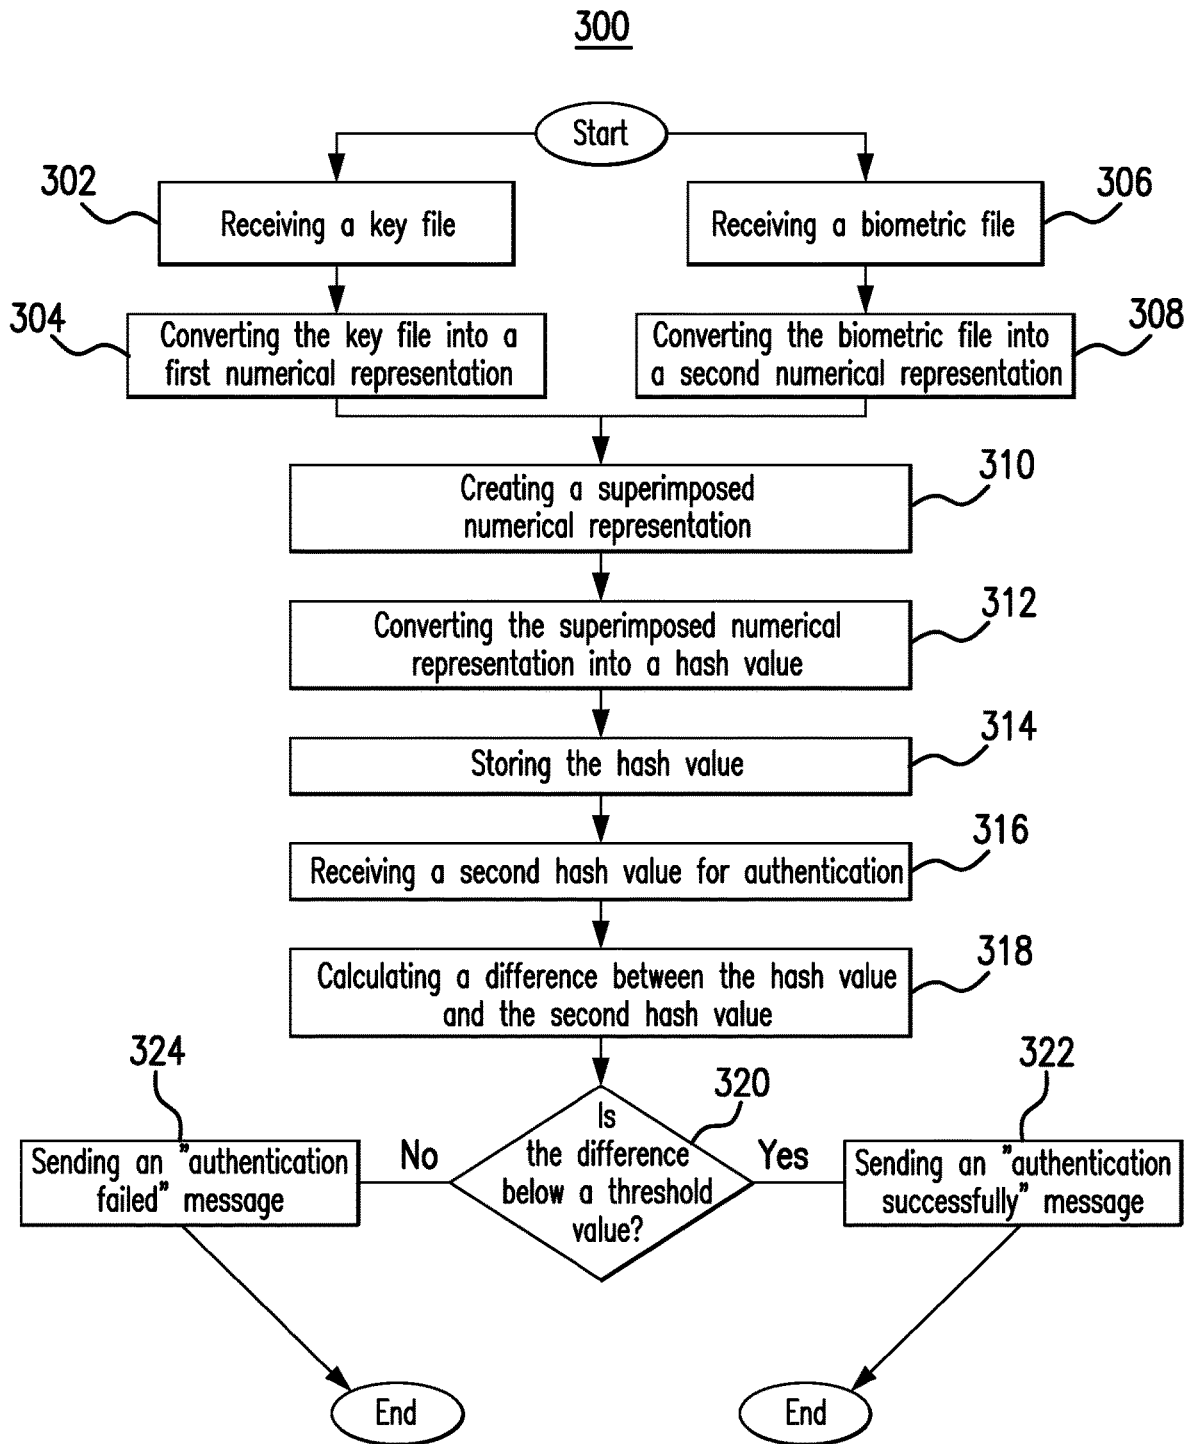 300
Start
302
Receiving a key file
306
Receiving a biometric file
304
Converting the key file into a
first numerical representation
308
Converting the biometric file into
a second numerical representation
310
Creating a superimposed
numerical representation
312
Converting the superimposed numerical
representation into a hash value
314
Storing the hash value
316
Receiving a second hash value for authentication
318
Calculating a difference between the hash value
and the second hash value
324
322
320
Is
the difference
below a threshold
value?
No
Yes
Sending an ”authentication
failed” message
Sending an ”authentication
successfully” message
End
End